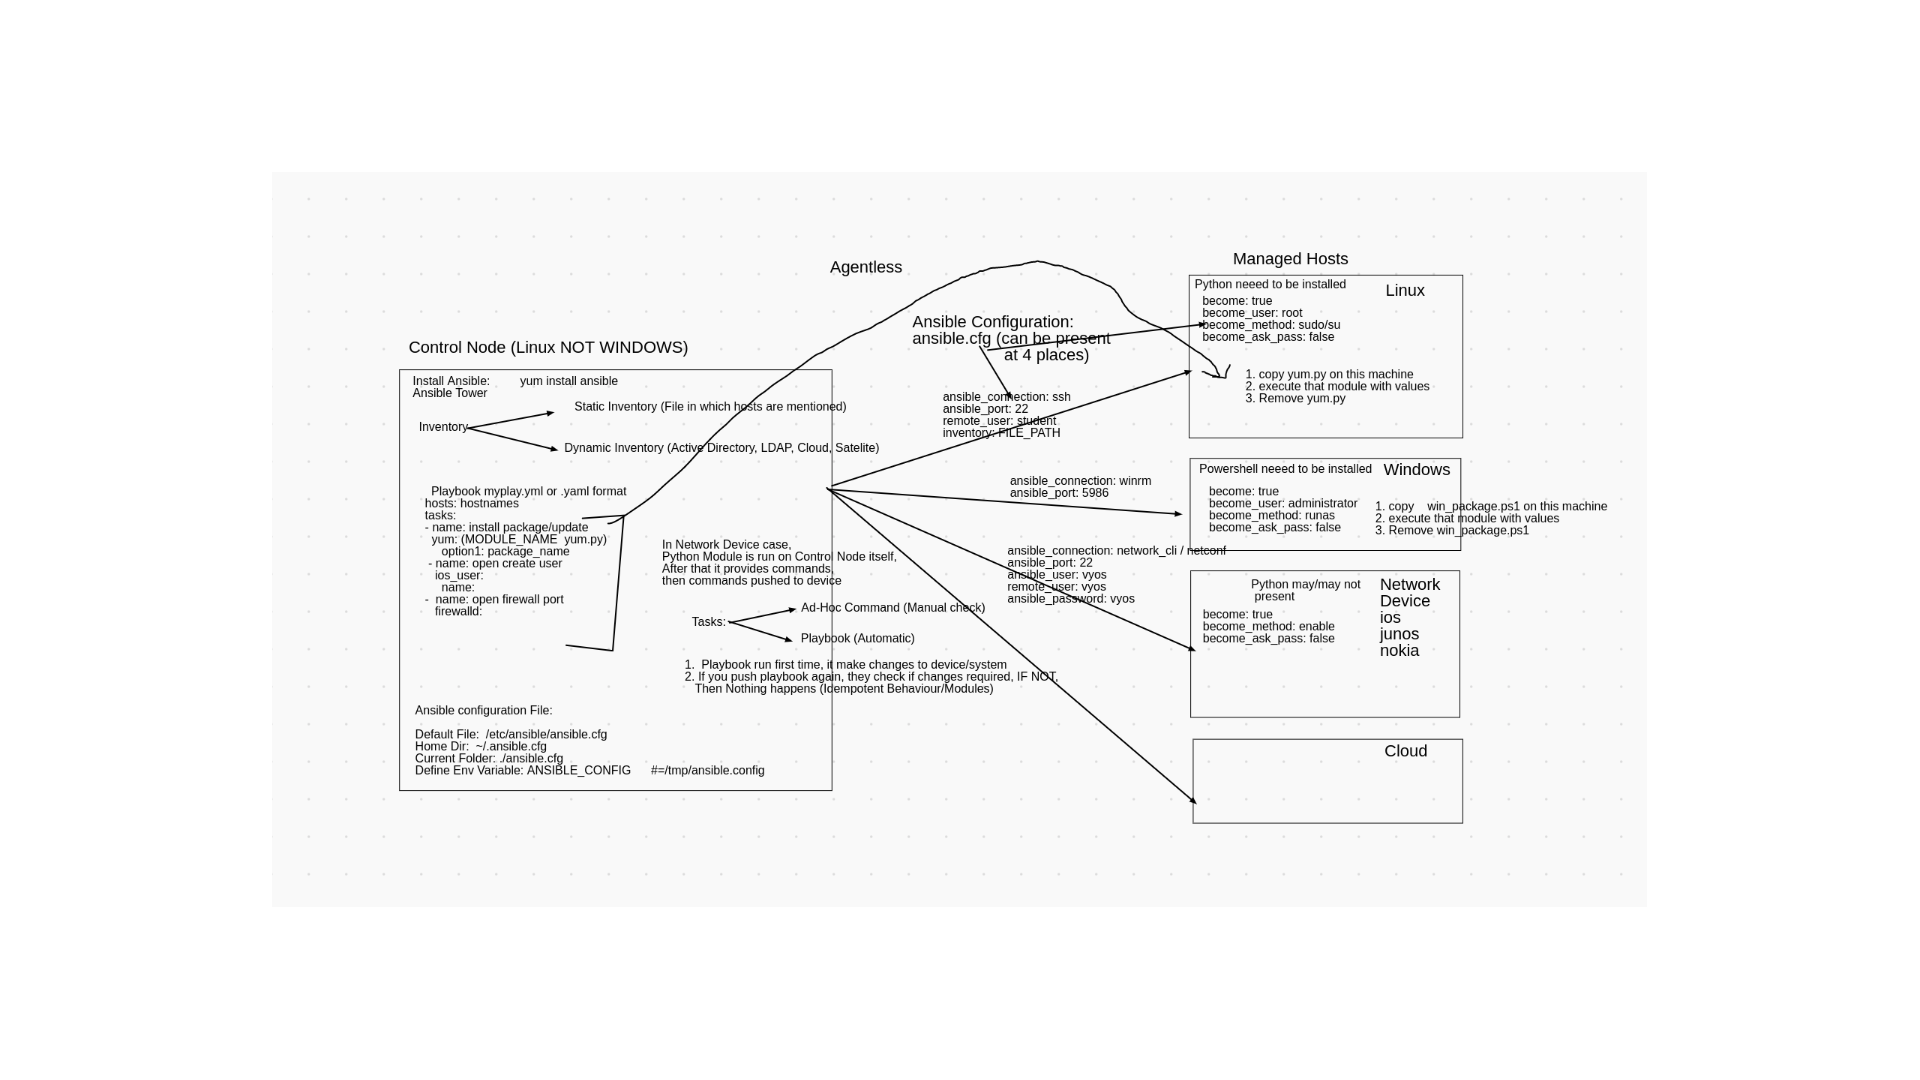 Agentless
Managed Hosts
Control Node (Linux NOT WINDOWS)
Install Ansible: yum install ansible
Ansible Tower
Static Inventory (File in which hosts are mentioned)
Inventory
Dynamic Inventory (Active Directory, LDAP, Cloud, Satelite)
Playbook myplay.yml or .yaml format
hosts: hostnames
tasks:
- name: install package/update
yum: (MODULE_NAME yum.py)
option1: package_name
- name: open create user
ios_user:
name:
- name: open firewall port
firewalld:
In Network Device case,
Python Module is run on Control Node itself,
After that it provides commands,
then commands pushed to device
Ad-Hoc Command (Manual check)
Tasks:
Playbook (Automatic)
1. Playbook run first time, it make changes to device/system
2. If you push playbook again, they check if changes required, IF NOT,
Then Nothing happens (Idempotent Behaviour/Modules)
Ansible configuration File:
Default File: /etc/ansible/ansible.cfg
Home Dir: ~/.ansible.cfg
Current Folder: ./ansible.cfg
Define Env Variable: ANSIBLE_CONFIG #=/tmp/ansible.config
Ansible Configuration:
ansible.cfg (can be present
at 4 places)
ansible_connection: ssh
ansible_port: 22
remote_user: student
inventory: FILE_PATH
ansible_connection: winrm
ansible_port: 5986
ansible_connection: network_cli / netconf
ansible_port: 22
ansible_user: vyos
remote_user: vyos
ansible_password: vyos
Python neeed to be installed
Linux
become: true
become_user: root
become_method: sudo/su
become_ask_pass: false
1. copy yum.py on this machine
2. execute that module with values
3. Remove yum.py
Powershell neeed to be installed
Windows
become: true
become_user: administrator
become_method: runas
become_ask_pass: false
1. copy win_package.ps1 on this machine
2. execute that module with values
3. Remove win_package.ps1
Python may/may not
present
Network
Device
ios
junos
nokia
become: true
become_method: enable
become_ask_pass: false
Cloud